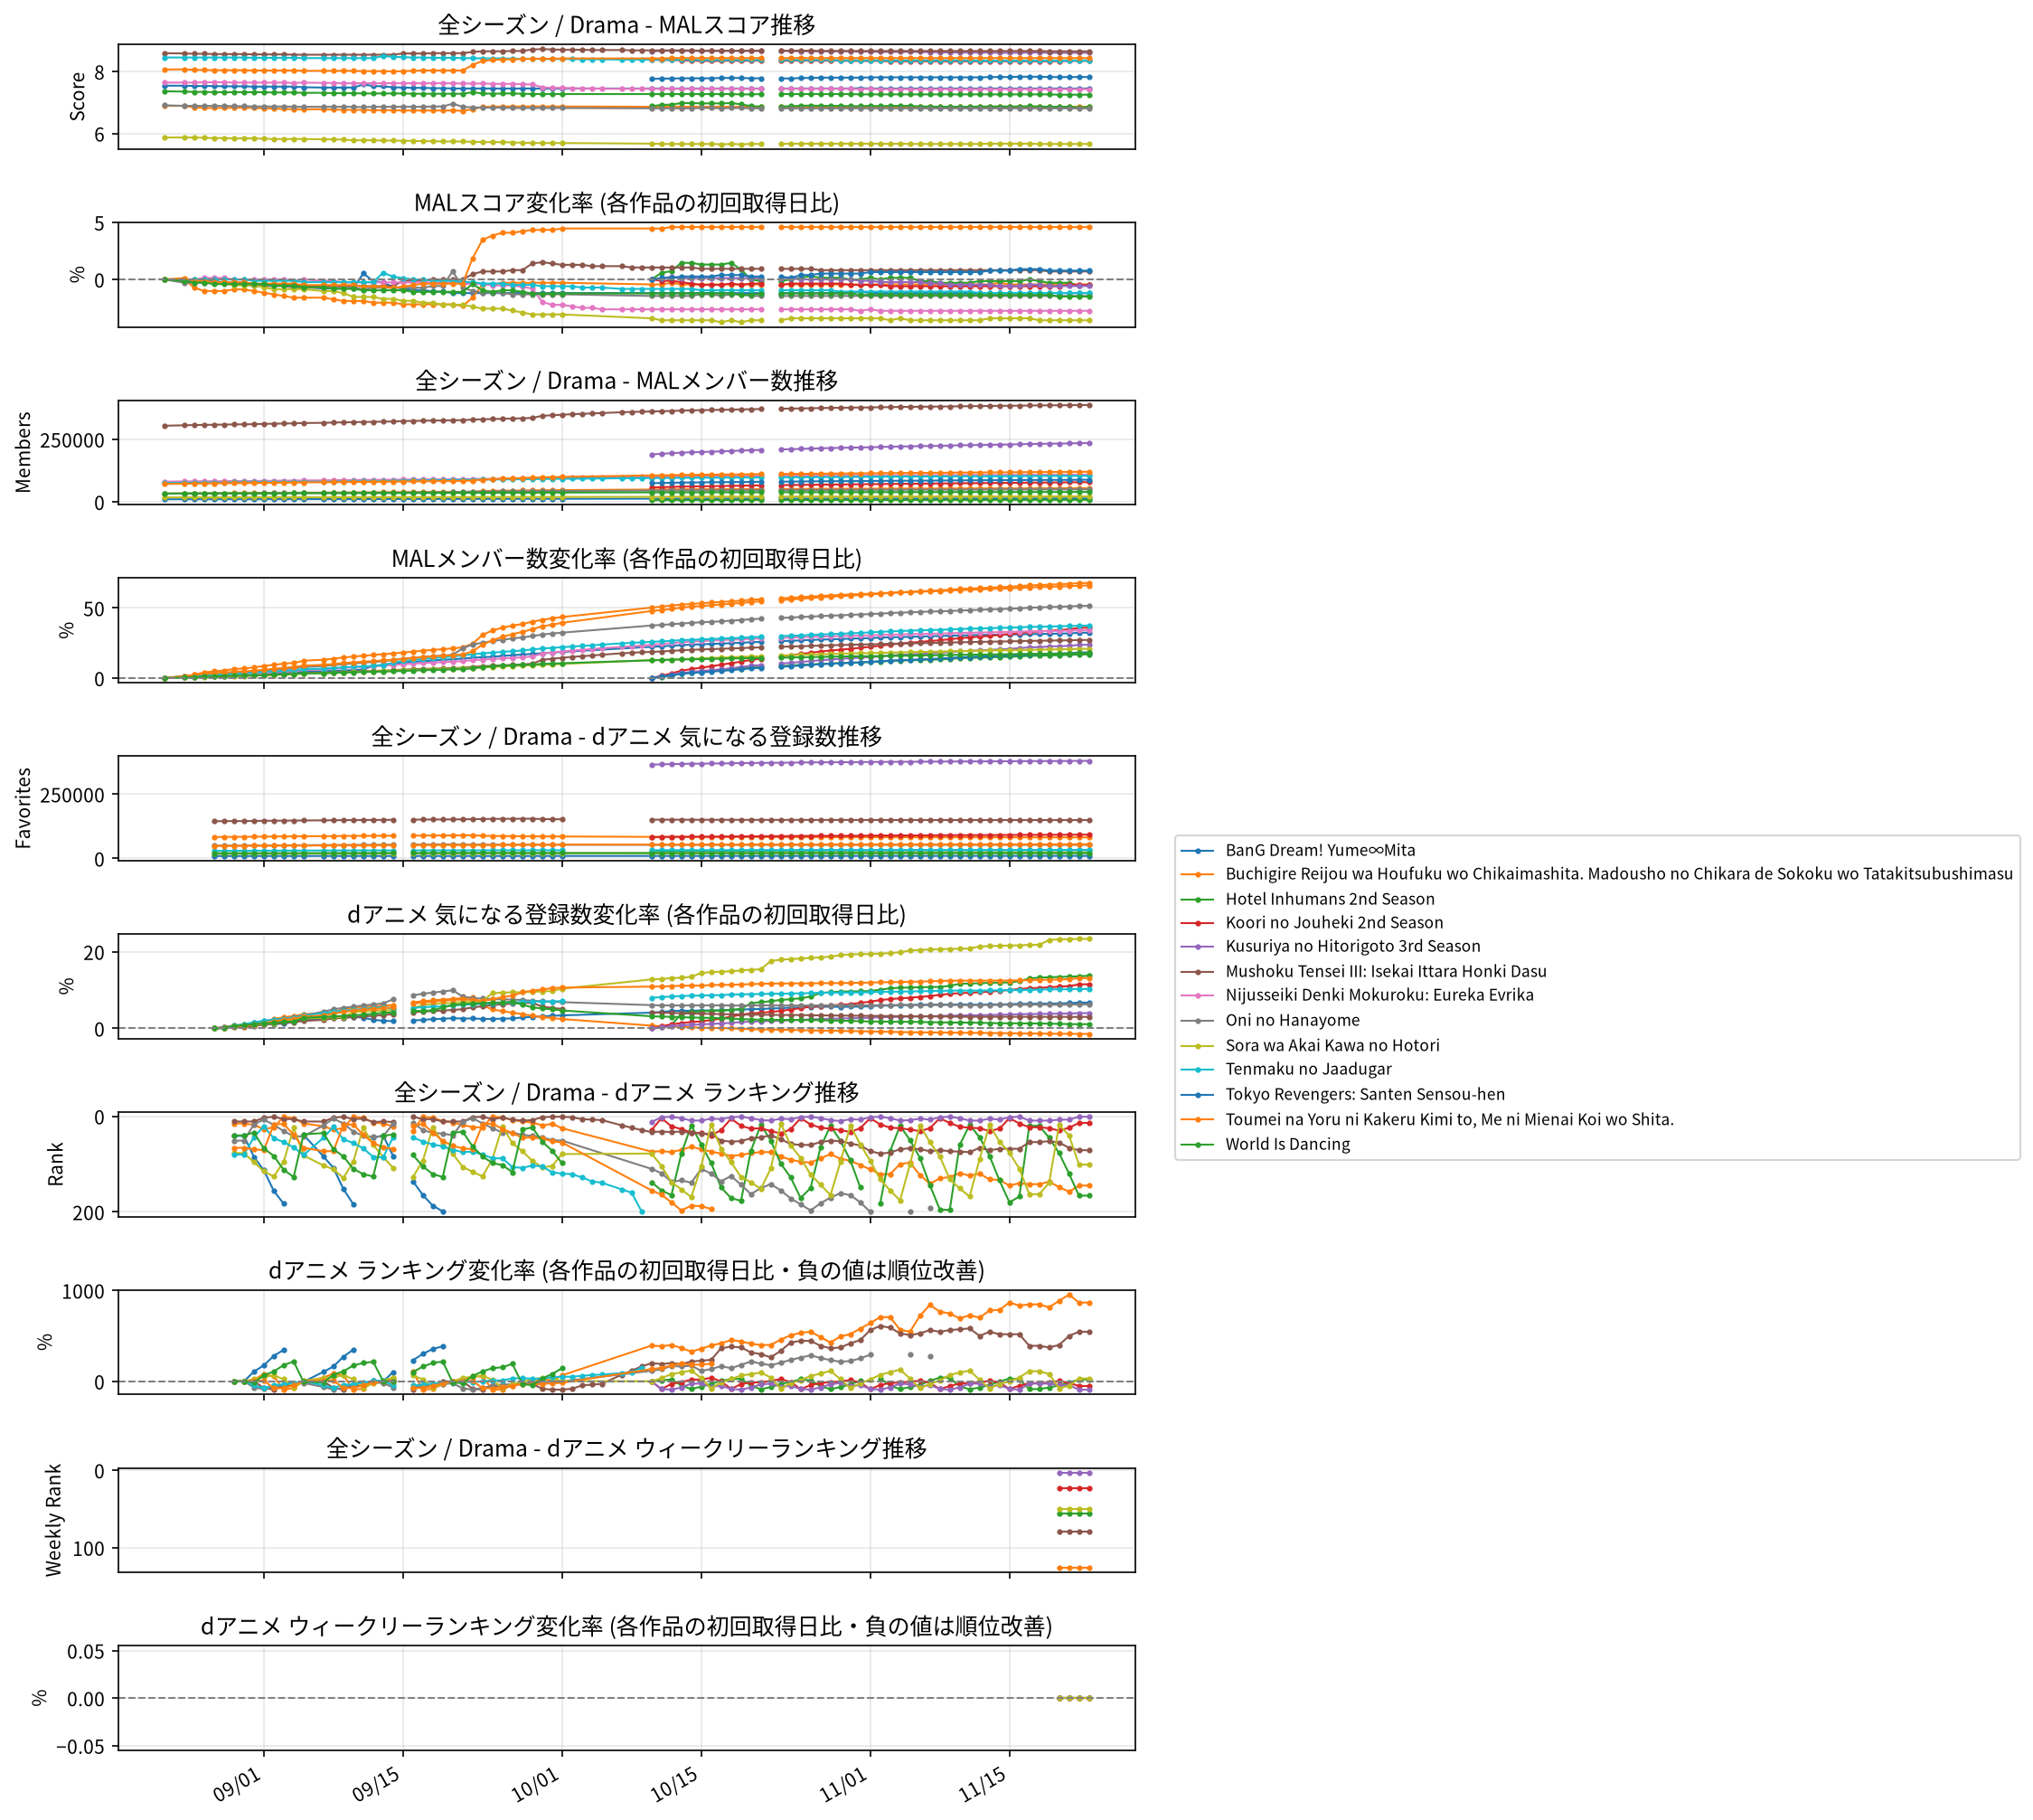 全シーズン / Drama - MALスコア推移
Score
8
6
MALスコア変化率 (各作品の初回取得日比)
%
5
0
全シーズン / Drama - MALメンバー数推移
Members
250000
0
MALメンバー数変化率 (各作品の初回取得日比)
%
50
0
全シーズン / Drama - dアニメ 気になる登録数推移
Favorites
250000
0
dアニメ 気になる登録数変化率 (各作品の初回取得日比)
%
20
0
全シーズン / Drama - dアニメ ランキング推移
Rank
0
200
dアニメ ランキング変化率 (各作品の初回取得日比・負の値は順位改善)
%
1000
0
全シーズン / Drama - dアニメ ウィークリーランキング推移
Weekly Rank
0
100
dアニメ ウィークリーランキング変化率 (各作品の初回取得日比・負の値は順位改善)
%
0.05
0.00
−0.05
09/01
09/15
10/01
10/15
11/01
11/15
BanG Dream! Yume∞Mita
Buchigire Reijou wa Houfuku wo Chikaimashita. Madousho no Chikara de Sokoku wo Tatakitsubushimasu
Hotel Inhumans 2nd Season
Koori no Jouheki 2nd Season
Kusuriya no Hitorigoto 3rd Season
Mushoku Tensei III: Isekai Ittara Honki Dasu
Nijusseiki Denki Mokuroku: Eureka Evrika
Oni no Hanayome
Sora wa Akai Kawa no Hotori
Tenmaku no Jaadugar
Tokyo Revengers: Santen Sensou-hen
Toumei na Yoru ni Kakeru Kimi to, Me ni Mienai Koi wo Shita.
World Is Dancing